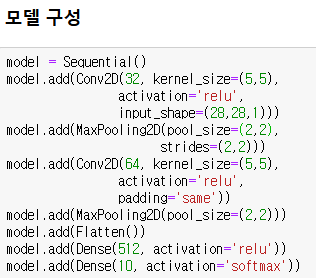 모델 구성
model = Sequential()
model.add(Conv2D(32, kernel_size=(5,5),
activation='relu',
input_shape=(28,28,1)))
model.add(MaxPooling2D(pool_size=(2,2),
strides=(2,2)))
model.add(Conv2D(64, kernel_size=(5,5),
activation='relu',
padding='same'))
model.add(MaxPooling2D(pool_size=(2,2)))
model.add(Flatten())
model.add(Dense(512, activation='relu'))
model.add(Dense(10, activation='softmax'))